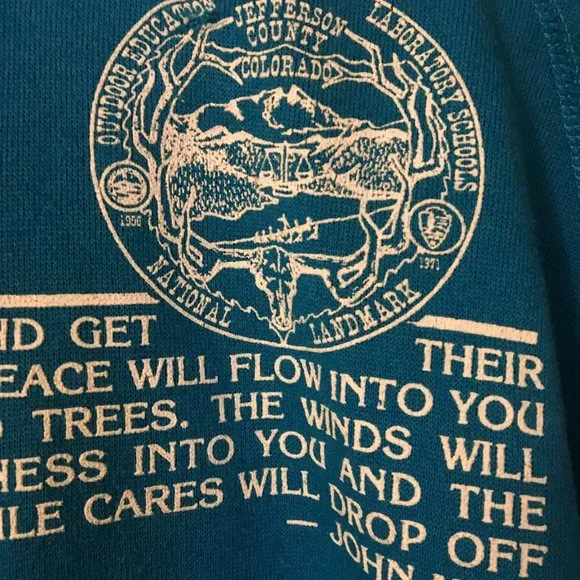 OUTDOOR EDUCATION LABORATORY SCHOOLS
JEFFERSON
COUNTY
COLORADO
1971
NATIONAL LANDMARK
ND GET THEIR
EACE WILL FLOW INTO YOU
TREES. THE WINDS WILL
NESS INTO YOU AND THE
ILE CARES WILL DROP OFF
— JOHN